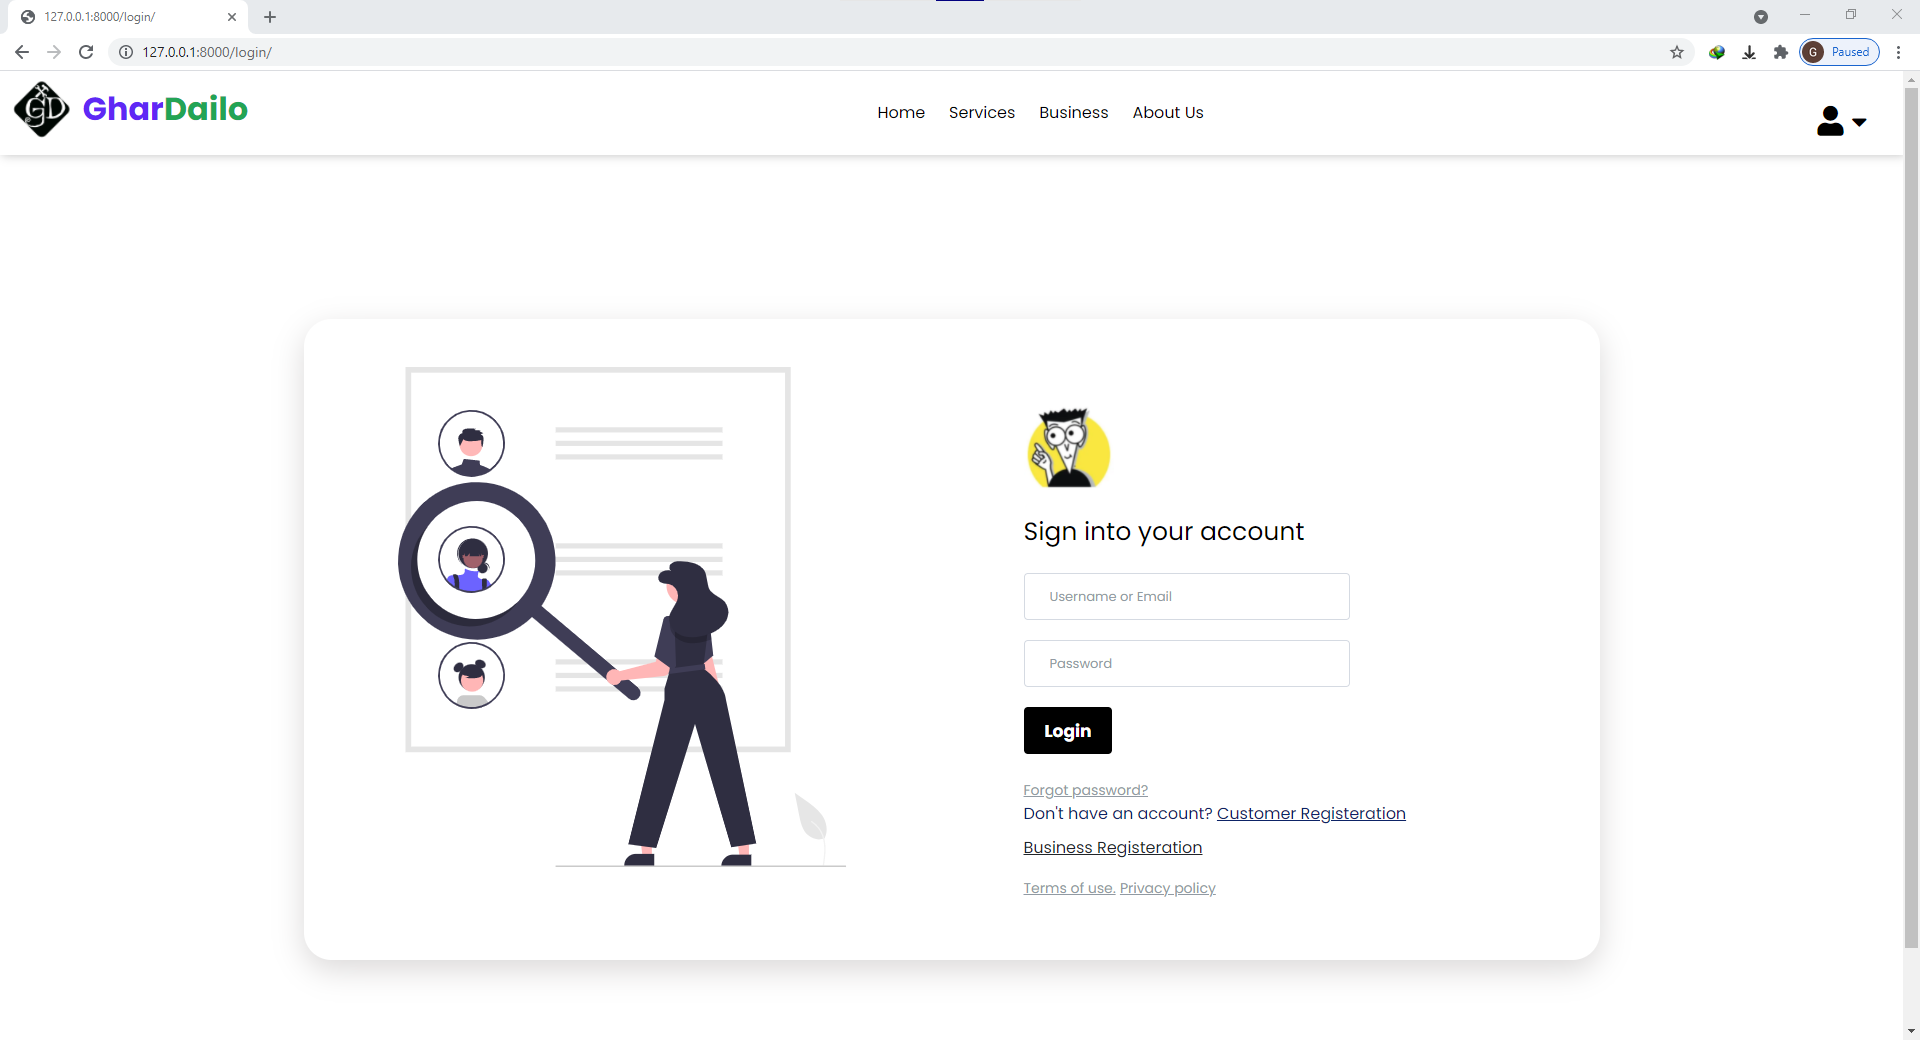 127.0.0.1:8000/login/
127.0.0.1:8000/login/
G Paused
GD GharDailo
Home Services Business About Us
Sign into your account
Username or Email
Password
Login
Forgot password?
Don't have an account? Customer Registeration
Business Registeration
Terms of use. Privacy policy